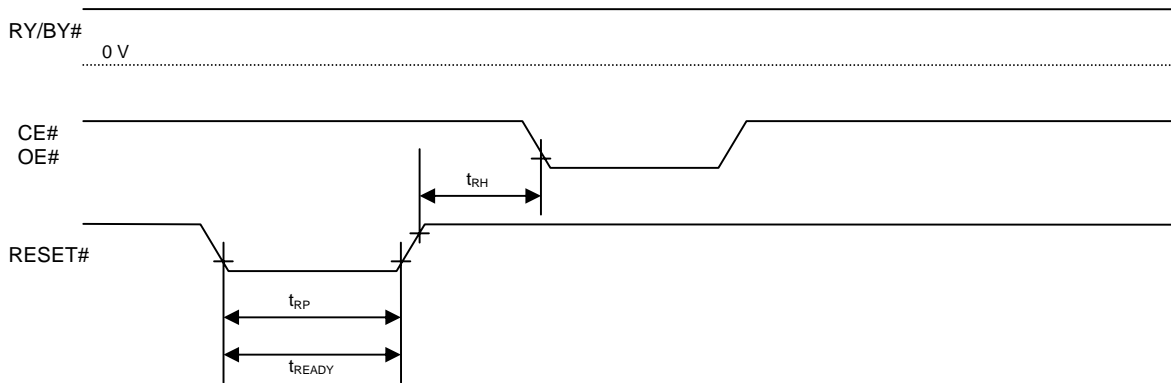 RY/BY#
0 V
CE#
OE#
tRH
RESET#
tRP
tREADY